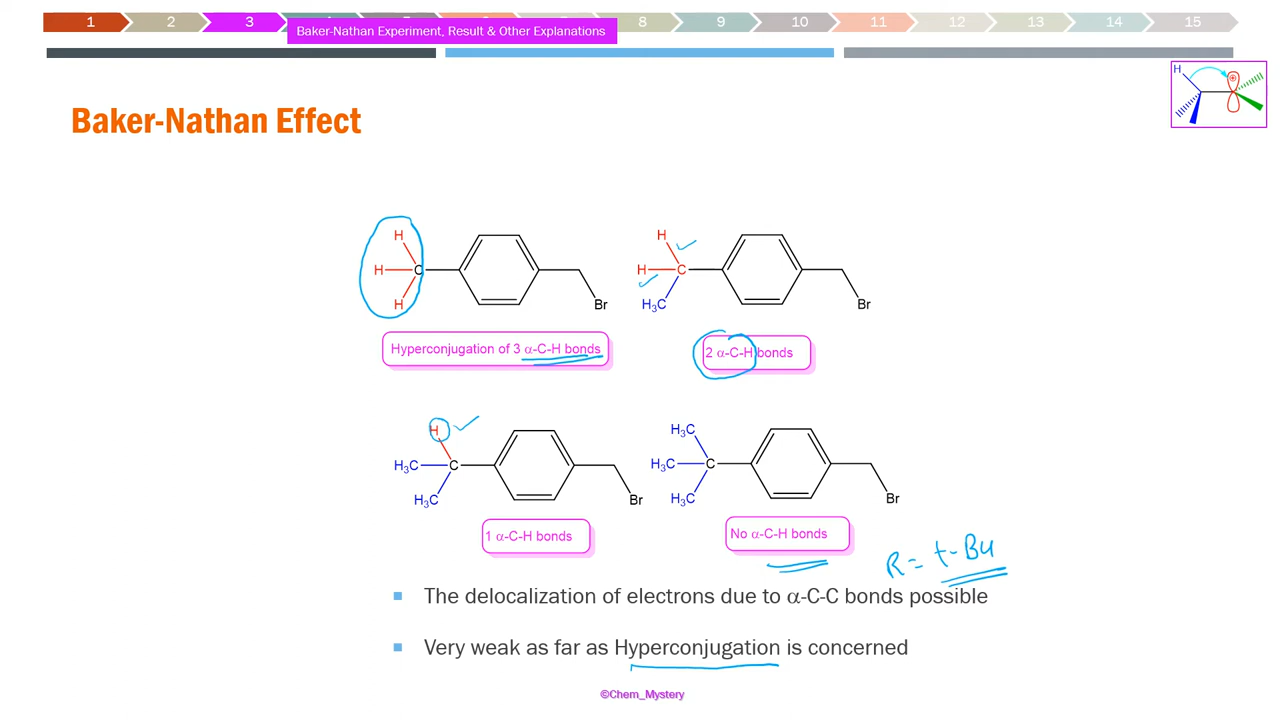 1 2 3 8 9 10 11 12 13 14 15
Baker-Nathan Experiment, Result & Other Explanations
H
Baker-Nathan Effect
H
H C
H
Br
H
H C
H₃C
Br
Hyperconjugation of 3 α-C-H bonds
2 α-C-H bonds
H
H₃C C
H₃C
Br
H₃C
H₃C C
H₃C
Br
1 α-C-H bonds
No α-C-H bonds
R = t-Bu
The delocalization of electrons due to α-C-C bonds possible
Very weak as far as Hyperconjugation is concerned
©Chem_Mystery